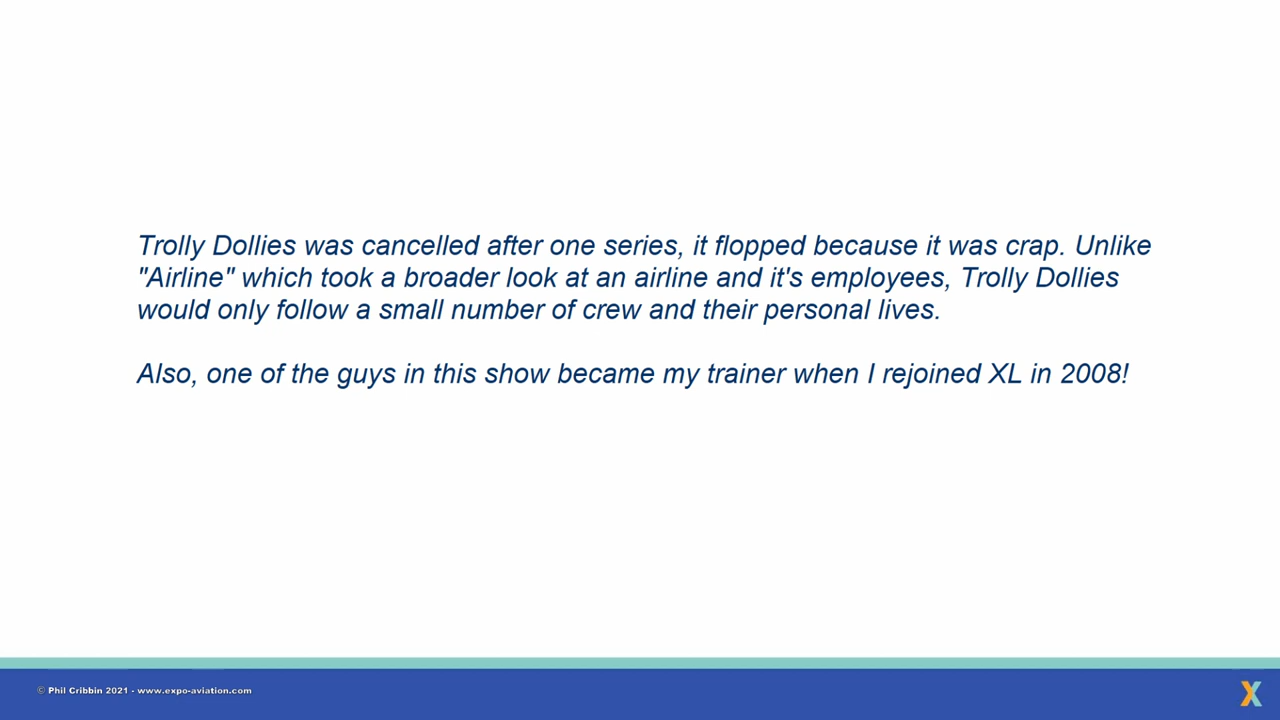 Trolly Dollies was cancelled after one series, it flopped because it was crap. Unlike
"Airline" which took a broader look at an airline and it's employees, Trolly Dollies
would only follow a small number of crew and their personal lives.
Also, one of the guys in this show became my trainer when I rejoined XL in 2008!
© Phil Cribbin 2021 - www.expo-aviation.com
X